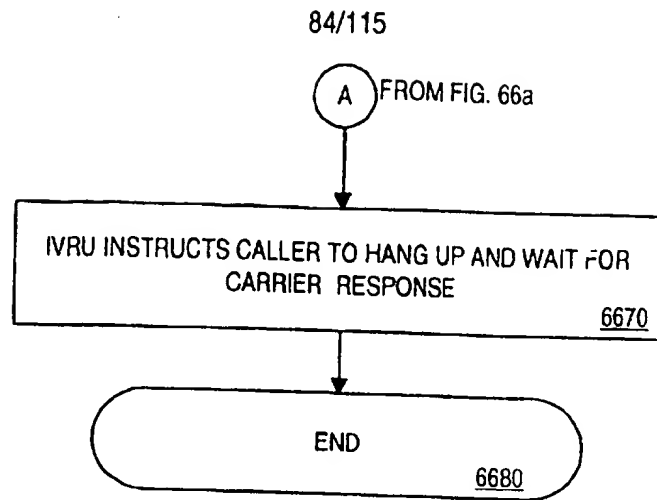 84/115
A FROM FIG. 66a
IVRU INSTRUCTS CALLER TO HANG UP AND WAIT FOR
CARRIER RESPONSE
6670
END
6680